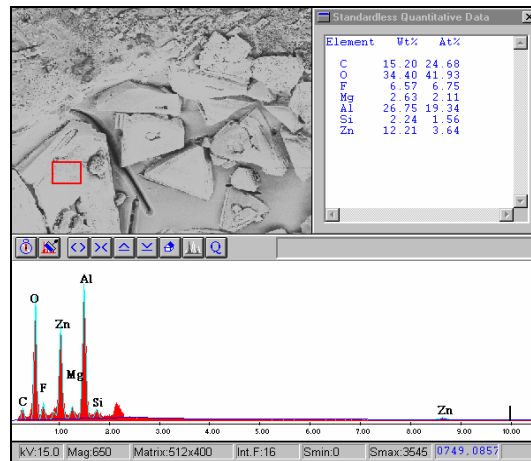 Standardless Quantitative Data
Element Wt% At%
C 15.20 24.68
O 34.40 41.93
F 6.57 6.75
Mg 2.63 2.11
Al 26.75 19.34
Si 2.24 1.56
Zn 12.21 3.64
Q
Al
O
Zn
Mg
F
C
Si
Zn
1.00 2.00 3.00 4.00 5.00 6.00 7.00 8.00 9.00 10.00
kV:15.0 Mag:650 Matrix:512x400 Int.F:16 Smin:0 Smax:3545 0749.0857